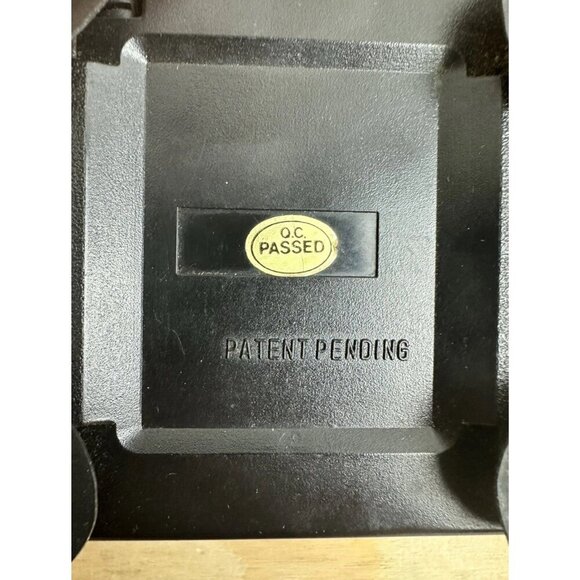 Q.C.
PASSED
PATENT PENDING